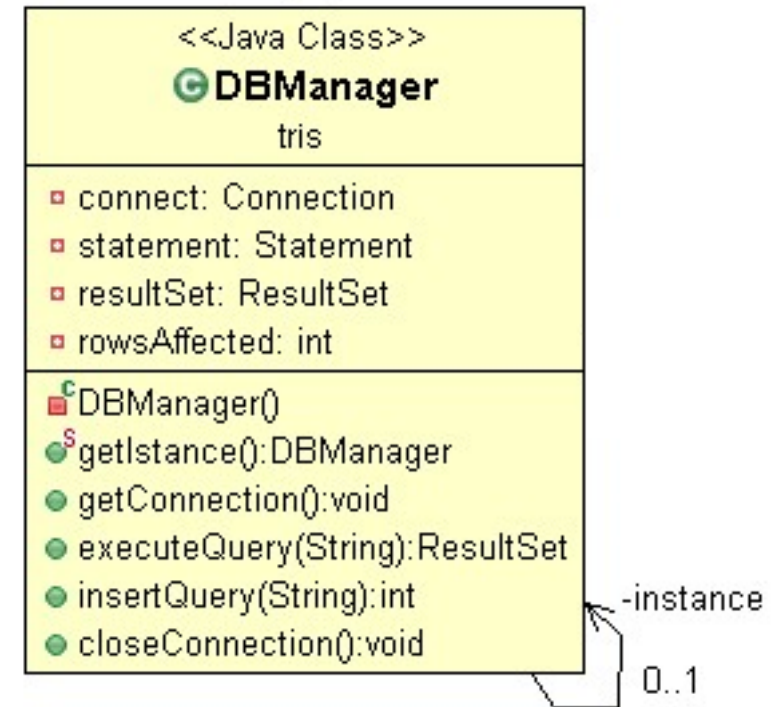 <<Java Class>>
C DBManager
tris
connect: Connection
statement: Statement
resultSet: ResultSet
rowsAffected: int
C DBManager()
S getIstance():DBManager
getConnection():void
executeQuery(String):ResultSet
insertQuery(String):int
closeConnection():void
-instance
0..1